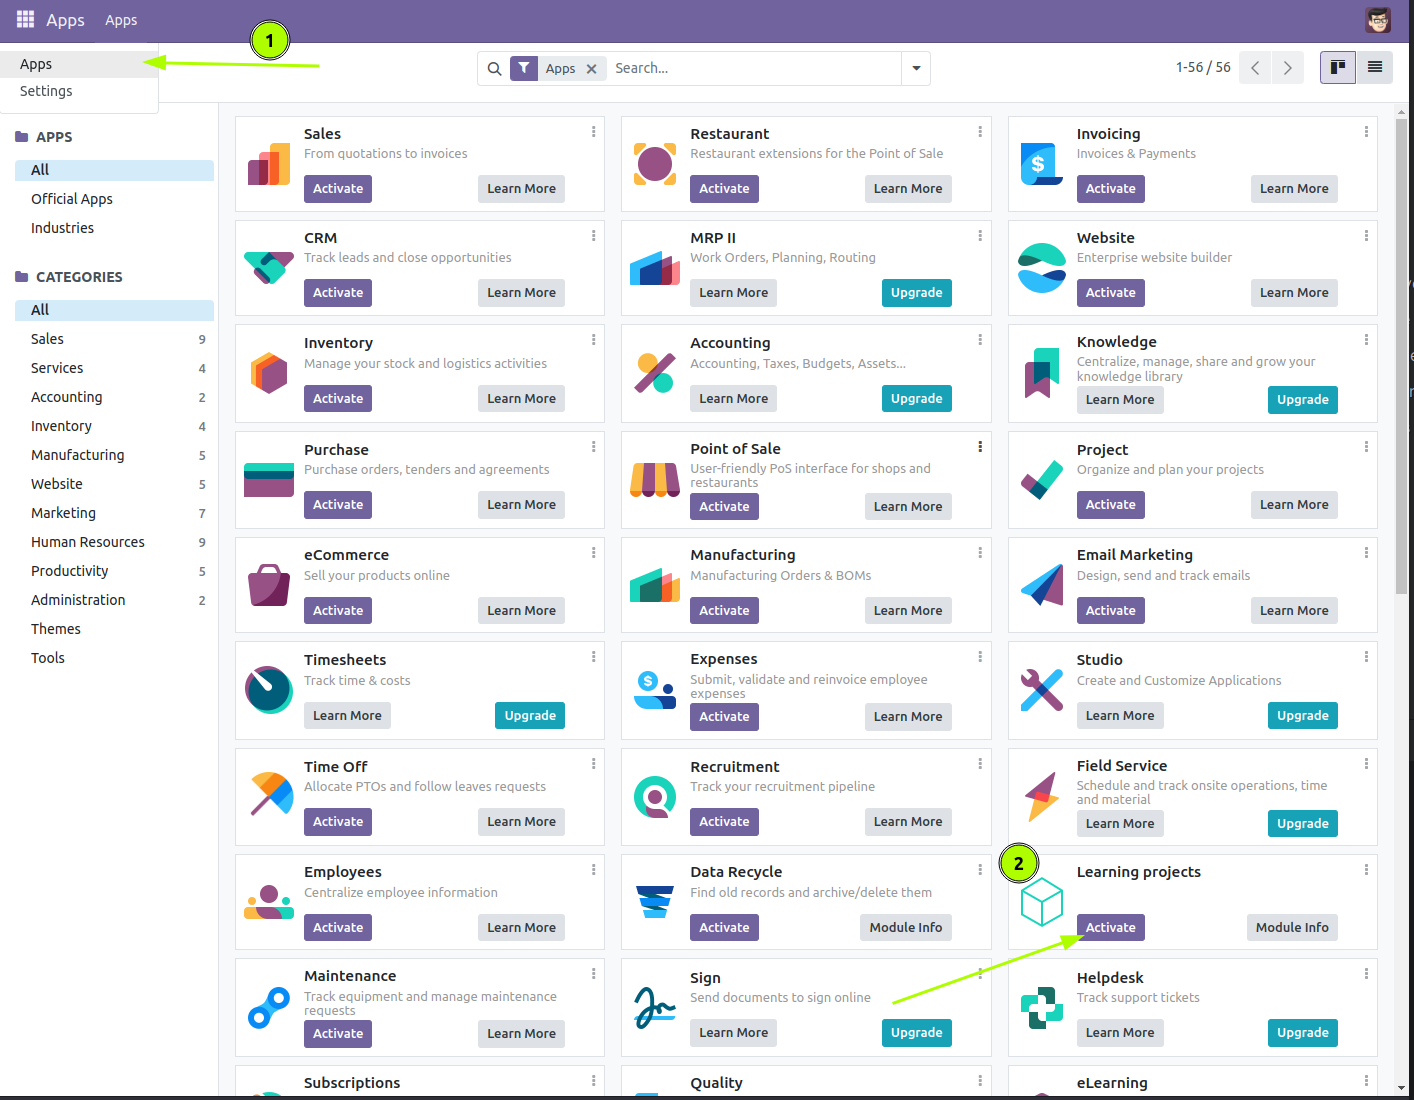 Apps Apps
1
Apps
Settings
Apps Search...
1-56 / 56
APPS
All
Official Apps
Industries
CATEGORIES
All
Sales 9
Services 4
Accounting 2
Inventory 4
Manufacturing 5
Website 5
Marketing 7
Human Resources 9
Productivity 5
Administration 2
Themes
Tools
Sales
From quotations to invoices
Activate Learn More
Restaurant
Restaurant extensions for the Point of Sale
Activate Learn More
Invoicing
Invoices & Payments
Activate Learn More
CRM
Track leads and close opportunities
Activate Learn More
MRP II
Work Orders, Planning, Routing
Learn More Upgrade
Website
Enterprise website builder
Activate Learn More
Inventory
Manage your stock and logistics activities
Activate Learn More
Accounting
Accounting, Taxes, Budgets, Assets...
Learn More Upgrade
Knowledge
Centralize, manage, share and grow your
knowledge library
Learn More Upgrade
Purchase
Purchase orders, tenders and agreements
Activate Learn More
Point of Sale
User-friendly PoS interface for shops and
restaurants
Activate Learn More
Project
Organize and plan your projects
Activate Learn More
eCommerce
Sell your products online
Activate Learn More
Manufacturing
Manufacturing Orders & BOMs
Activate Learn More
Email Marketing
Design, send and track emails
Activate Learn More
Timesheets
Track time & costs
Learn More Upgrade
Expenses
Submit, validate and reinvoice employee
expenses
Activate Learn More
Studio
Create and Customize Applications
Learn More Upgrade
Time Off
Allocate PTOs and follow leaves requests
Activate Learn More
Recruitment
Track your recruitment pipeline
Activate Learn More
Field Service
Schedule and track onsite operations, time
and material
Learn More Upgrade
Employees
Centralize employee information
Activate Learn More
Data Recycle
Find old records and archive/delete them
Activate Module Info
2
Learning projects
Activate Module Info
Maintenance
Track equipment and manage maintenance
requests
Activate Learn More
Sign
Send documents to sign online
Learn More Upgrade
Helpdesk
Track support tickets
Learn More Upgrade
Subscriptions
Quality
eLearning